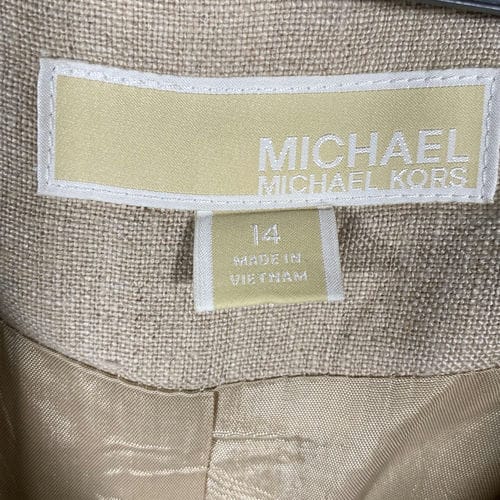 MICHAEL
MICHAEL KORS
14
MADE IN
VIETNAM